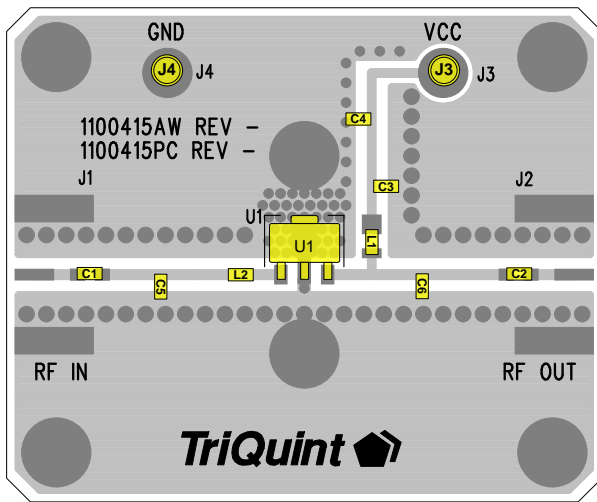 GND
VCC
J4
J4
J3
J3
1100415AW REV -
1100415PC REV -
C4
J1
J2
C3
U1
U1
L1
C1
C5
L2
C6
C2
RF IN
RF OUT
TriQuint